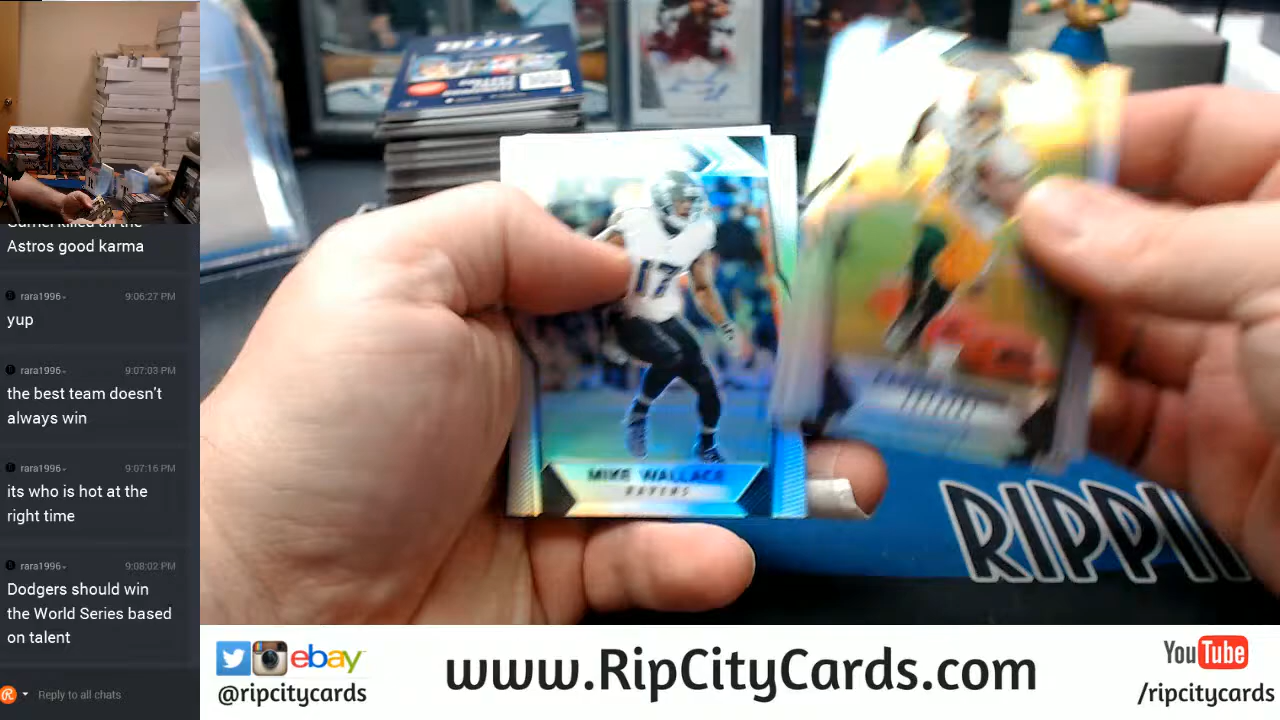 Astros good karma
rara1996
9:06:27 PM
yup
rara1996
9:07:03 PM
the best team doesn't
always win
rara1996
9:07:16 PM
its who is hot at the
right time
rara1996
9:08:02 PM
Dodgers should win
the World Series based
on talent
Reply to all chats
BLITZ
17
MIKE WALLACE
RAVENS
RIPPI
ebay
@ripcitycards
www.RipCityCards.com
YouTube
/ripcitycards